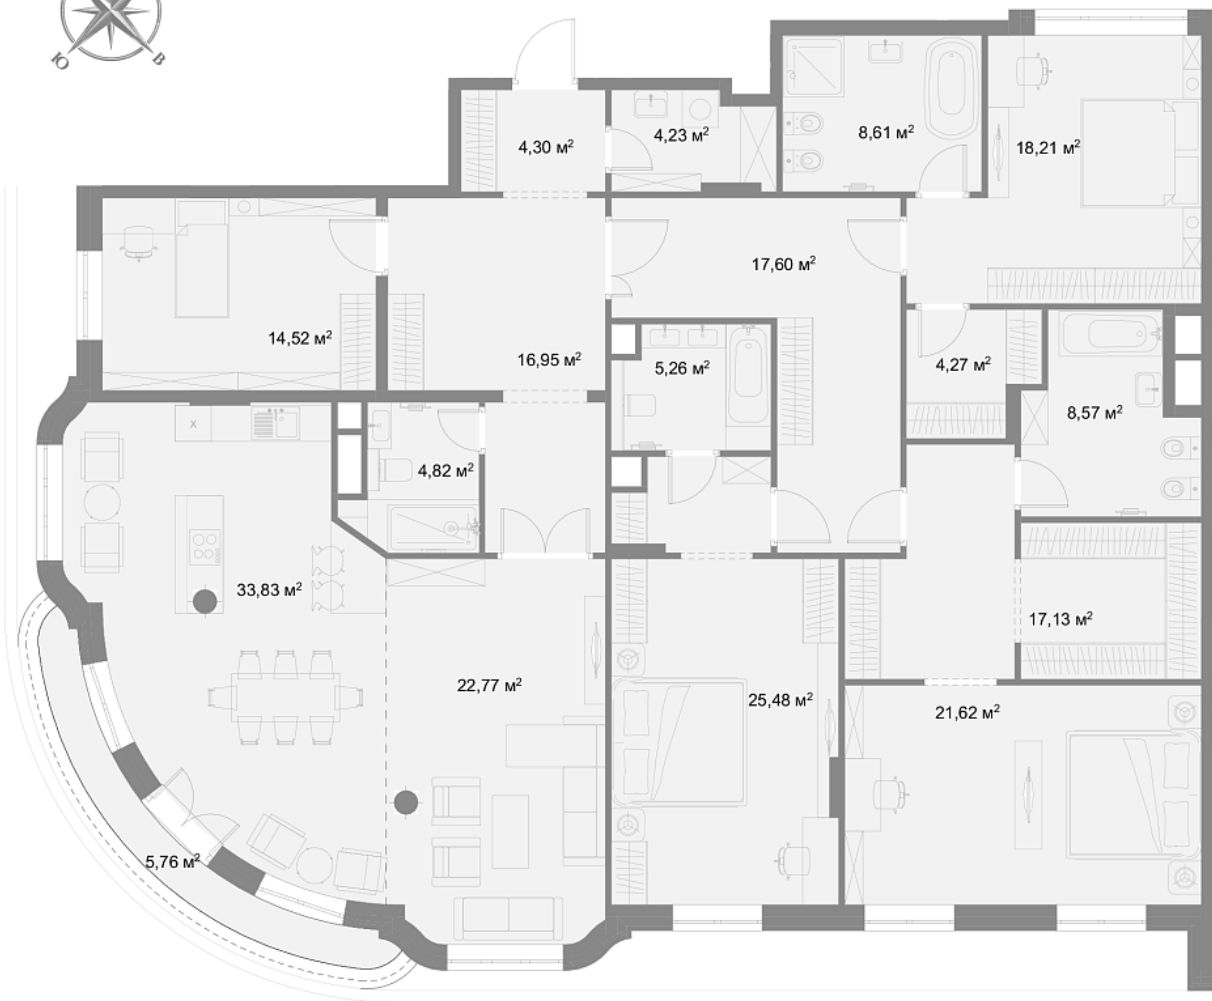 Ю
В
4,30 м²
4,23 м²
8,61 м²
18,21 м²
17,60 м²
14,52 м²
16,95 м²
5,26 м²
4,27 м²
8,57 м²
4,82 м²
33,83 м²
17,13 м²
22,77 м²
25,48 м²
21,62 м²
5,76 м²
X